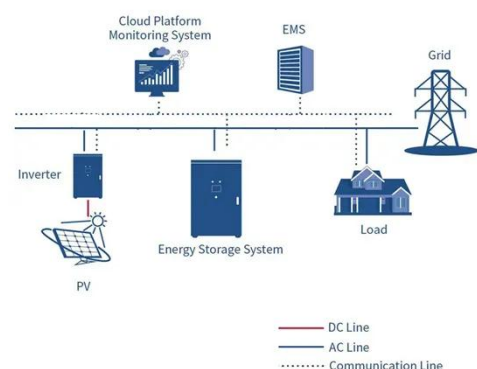 Cloud Platform
Monitoring System
EMS
Grid
Inverter
Energy Storage System
Load
PV
DC Line
AC Line
Communication Line